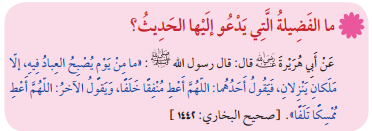 ما الفَضِيلَةُ الَّتِي يَدْعُو إِلَيْهَا الحَدِيثُ؟
عَنْ أَبِي هُرَيْرَةَ ﵁ قال: قال رسول الله ﷺ: «ما مِنْ يَوْمٍ يُصْبِحُ العِبادُ فِيهِ، إِلَّا
مَلَكانِ يَنْزِلانِ، فَيَقُولُ أَحَدُهُما: اللَّهُمَّ أَعْطِ مُنْفِقًا خَلَفًا، وَيَقُولُ الآخَرُ: اللَّهُمَّ أَعْطِ
مُمْسِكًا تَلَفًا». [صحيح البخاري: ١٤٤٢ ]